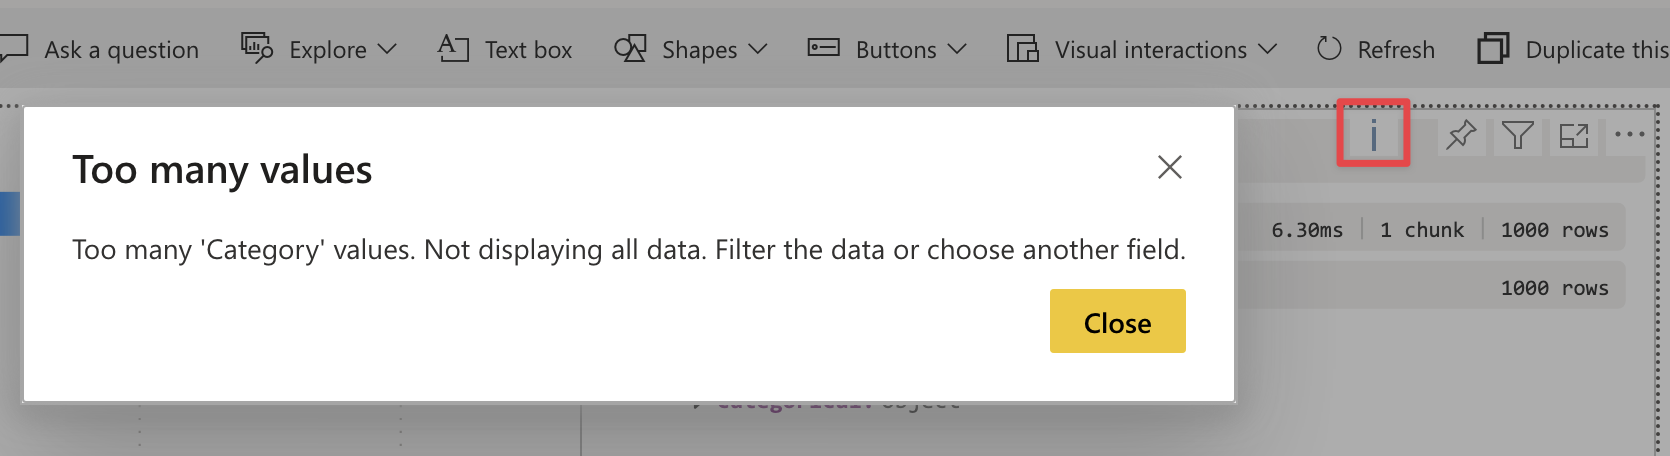 Ask a question Explore Text box Shapes Buttons Visual interactions Refresh Duplicate this
Too many values
Too many 'Category' values. Not displaying all data. Filter the data or choose another field.
6.30ms 1 chunk 1000 rows
1000 rows
Close
categorical: object